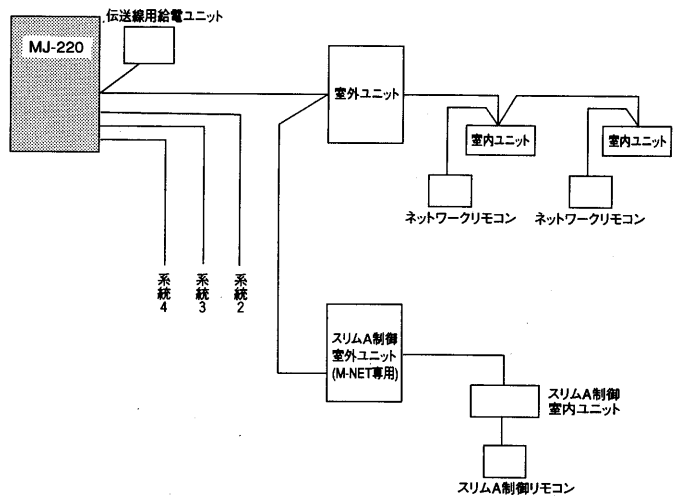 伝送線用給電ユニット
MJ-220
室外ユニット
室内ユニット
室内ユニット
ネットワークリモコン
ネットワークリモコン
系統4
系統3
系統2
スリムA制御
室外ユニット
(M-NET専用)
スリムA制御
室内ユニット
スリムA制御リモコン